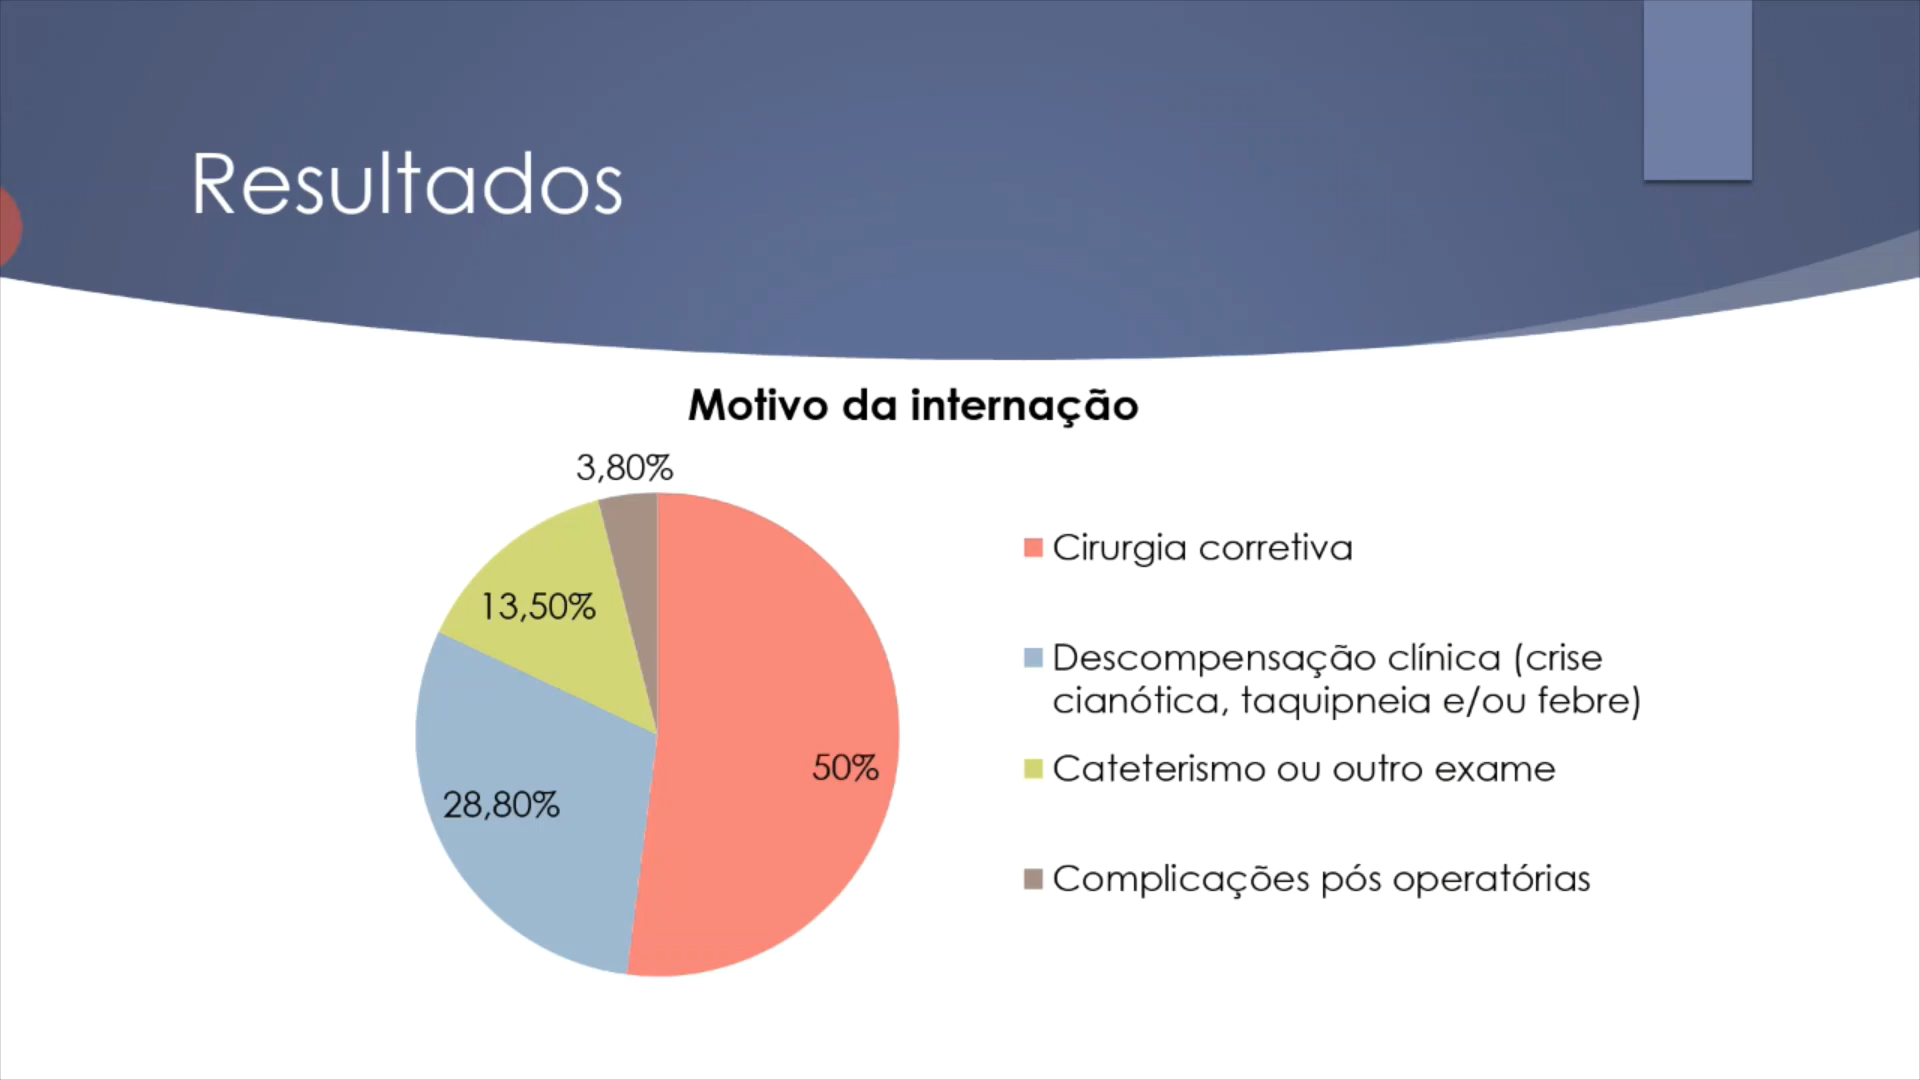 Resultados
Motivo da internação
3,80%
13,50%
50%
28,80%
Cirurgia corretiva
Descompensação clínica (crise
cianótica, taquipneia e/ou febre)
Cateterismo ou outro exame
Complicações pós operatórias